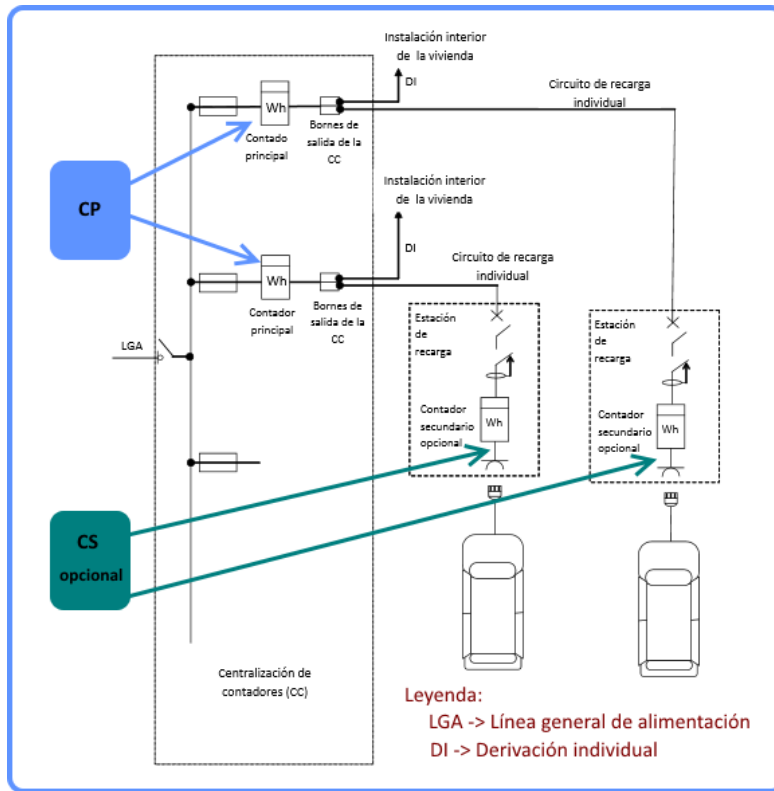 Instalación interior
de la vivienda
DI
Circuito de recarga
individual
Wh
Contado
principal
Bornes de
salida de la
CC
CP
Instalación interior
de la vivienda
DI
Circuito de recarga
individual
Wh
Contador
principal
Bornes de
salida de la
CC
LGA
Estación
de
recarga
Contador
secundario
opcional
Wh
Estación
de
recarga
Contador
secundario
opcional
Wh
CS
opcional
Centralización de
contadores (CC)
Leyenda:
LGA -> Línea general de alimentación
DI -> Derivación individual